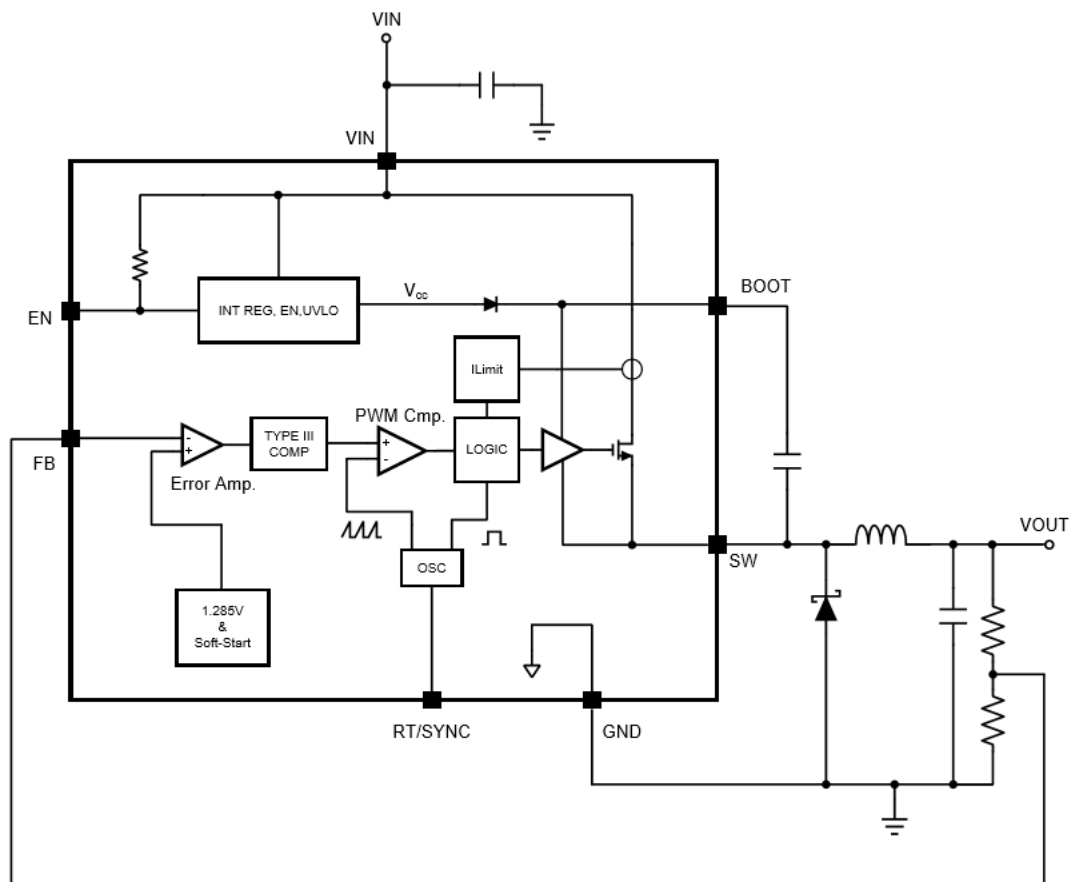 VIN
VIN
BOOT
EN
INT REG, EN,UVLO
Vcc
ILimit
PWM Cmp.
FB
-
+
TYPE III
COMP
+
-
LOGIC
Error Amp.
OSC
SW
VOUT
1.285V
&
Soft-Start
RT/SYNC
GND